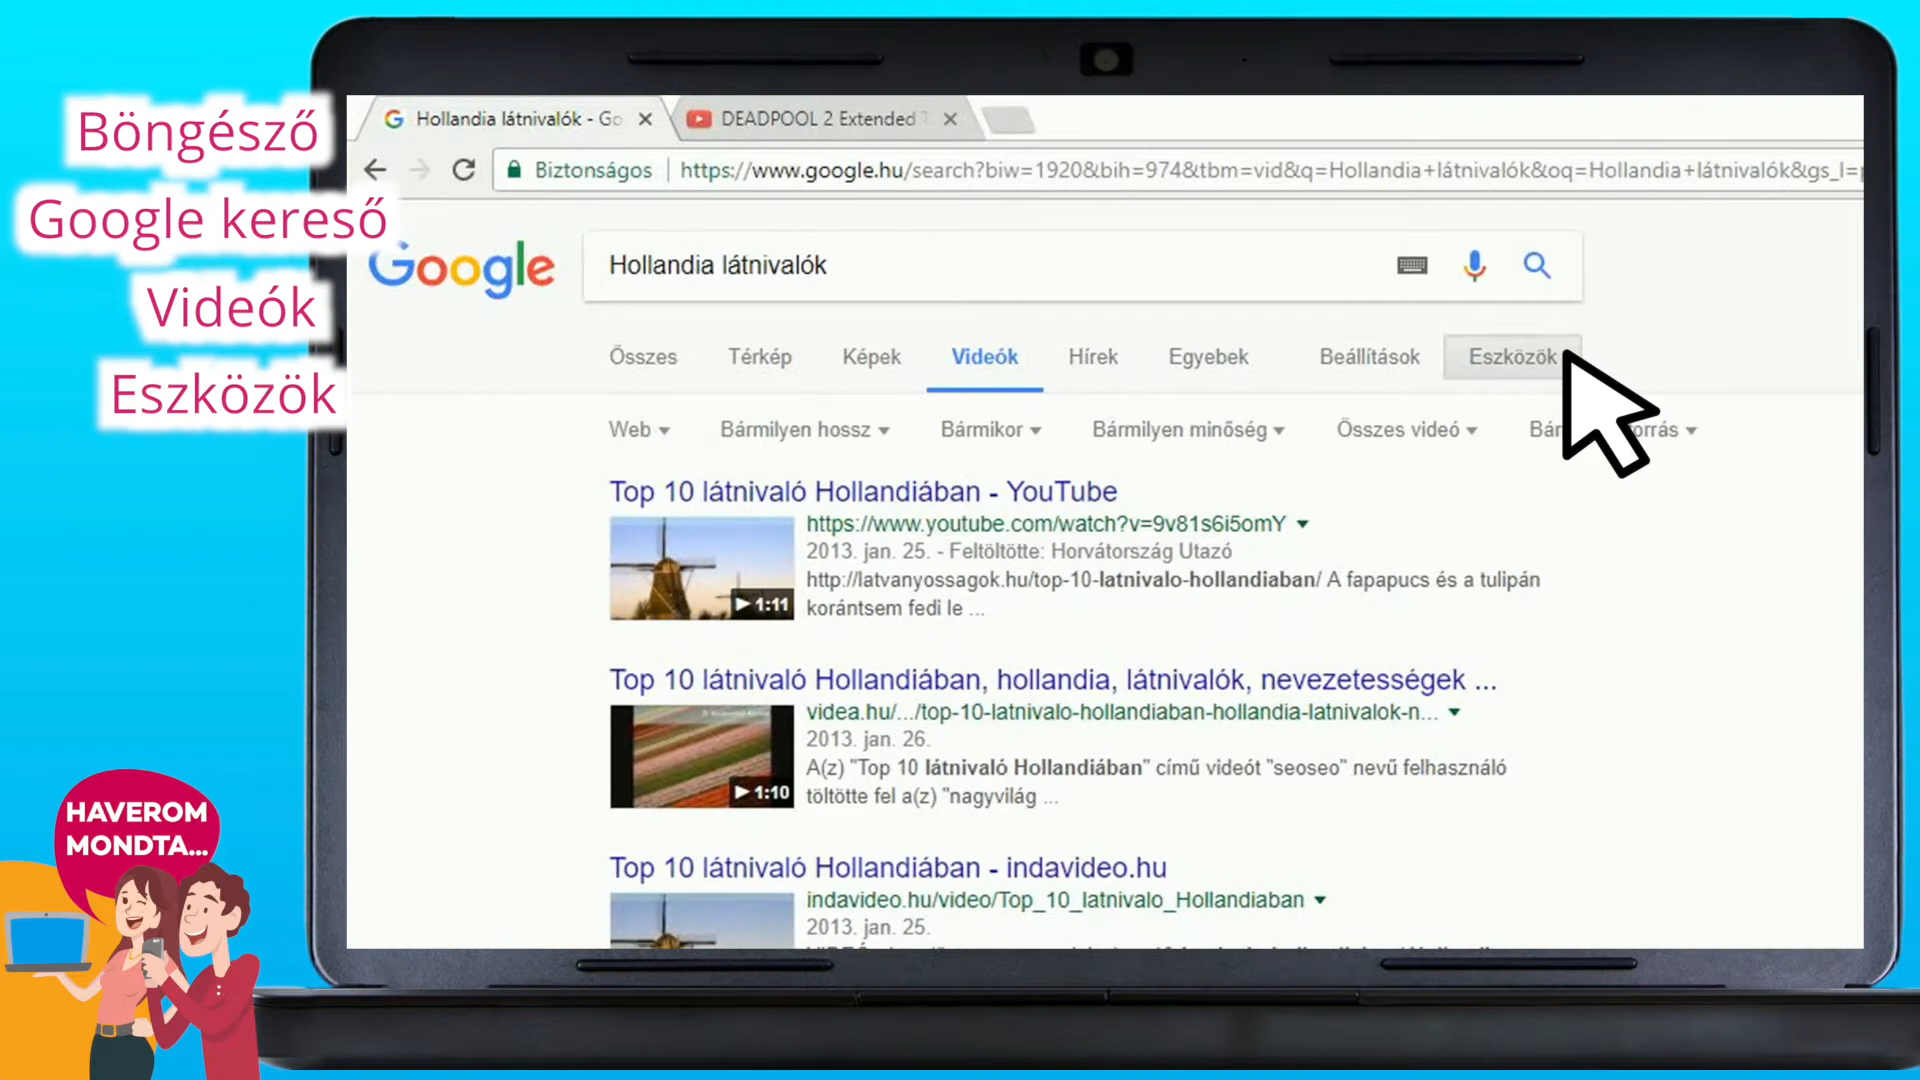 Böngésző
Google kereső
Videók
Eszközök
HAVEROM
MONDTA...
Hollandia látnivalók - Go
DEADPOOL 2 Extended T
Biztonságos
https://www.google.hu/search?biw=1920&bih=974&tbm=vid&q=Hollandia+látnivalók&oq=Hollandia+látnivalók&gs_l=p
Google
Hollandia látnivalók
Összes Térkép Képek Videók Hírek Egyebek Beállítások Eszközök
Web Bármilyen hossz Bármikor Bármilyen minőség Összes videó
Top 10 látnivaló Hollandiában - YouTube
https://www.youtube.com/watch?v=9v81s6i5omY
2013. jan. 25. - Feltöltötte: Horvátország Utazó
http://latvanyossagok.hu/top-10-latnivalo-hollandiaban/ A fapapucs és a tulipán
korántsem fedi le ...
1:11
Top 10 látnivaló Hollandiában, hollandia, látnivalók, nevezetességek ...
videa.hu/.../top-10-latnivalo-hollandiaban-hollandia-latnivalok-n...
2013. jan. 26.
A(z) "Top 10 látnivaló Hollandiában" című videót "seoseo" nevű felhasználó
töltötte fel a(z) "nagyvilág ...
1:10
Top 10 látnivaló Hollandiában - indavideo.hu
indavideo.hu/video/Top_10_latnivalo_Hollandiaban
2013. jan. 25.